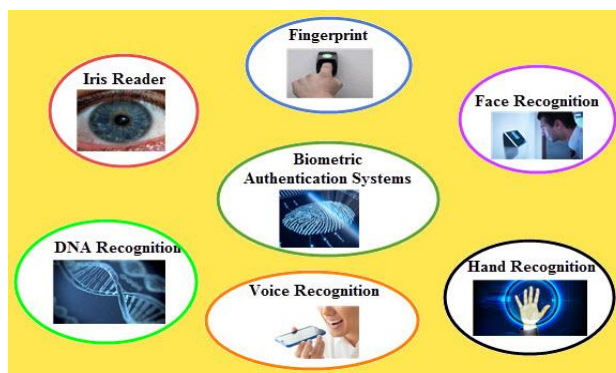 Fingerprint
Iris Reader
Face Recognition
Biometric
Authentication Systems
DNA Recognition
Hand Recognition
Voice Recognition